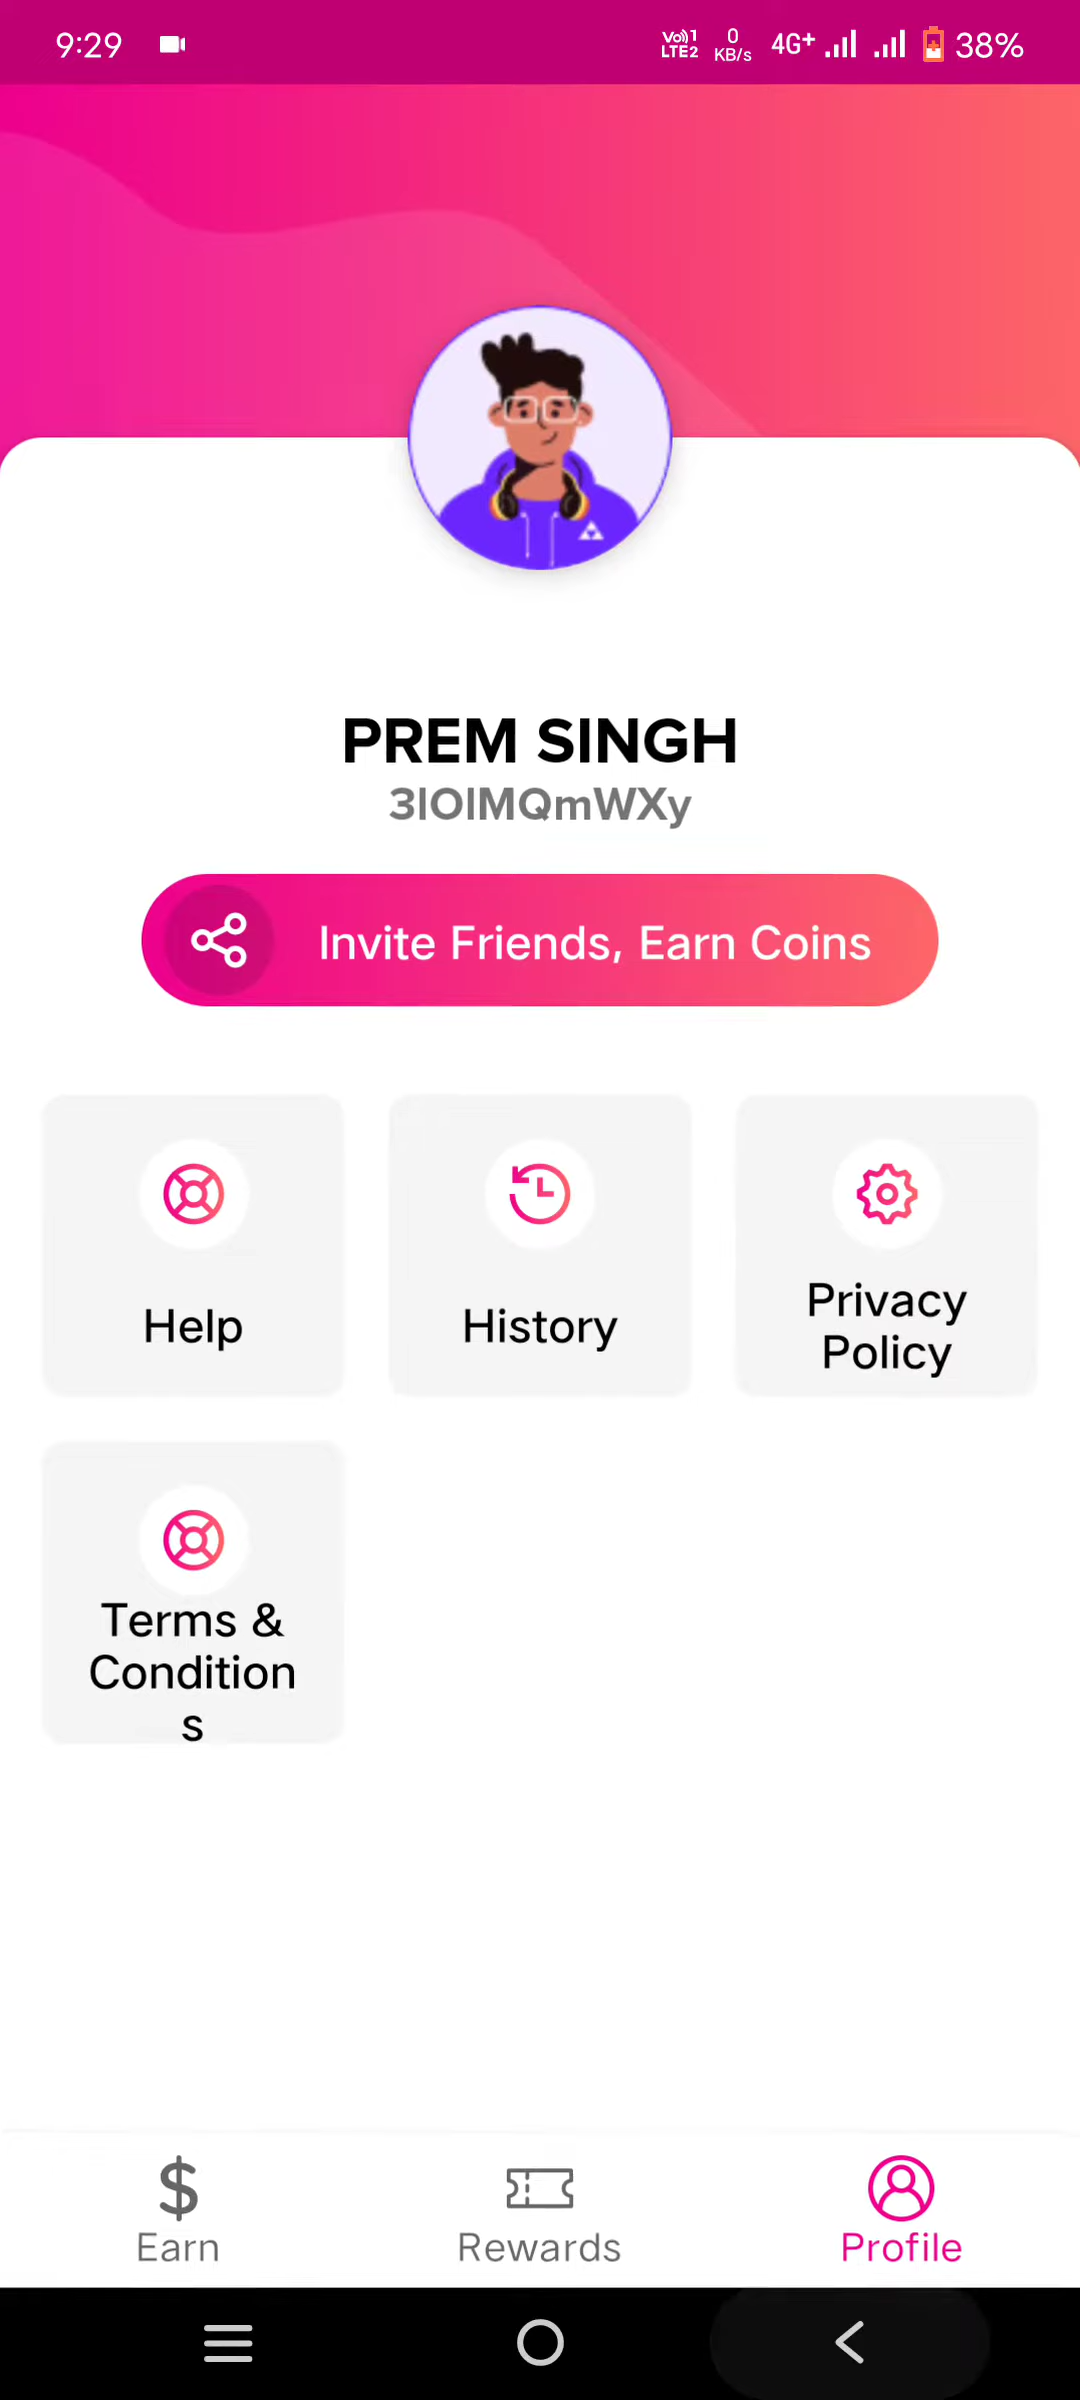 9:29
Vo))1
LTE2
0
KB/s
4G+
38%
PREM SINGH
3lOlMQmWXy
Invite Friends, Earn Coins
Help
History
Privacy
Policy
Terms &
Condition
s
Earn
Rewards
Profile